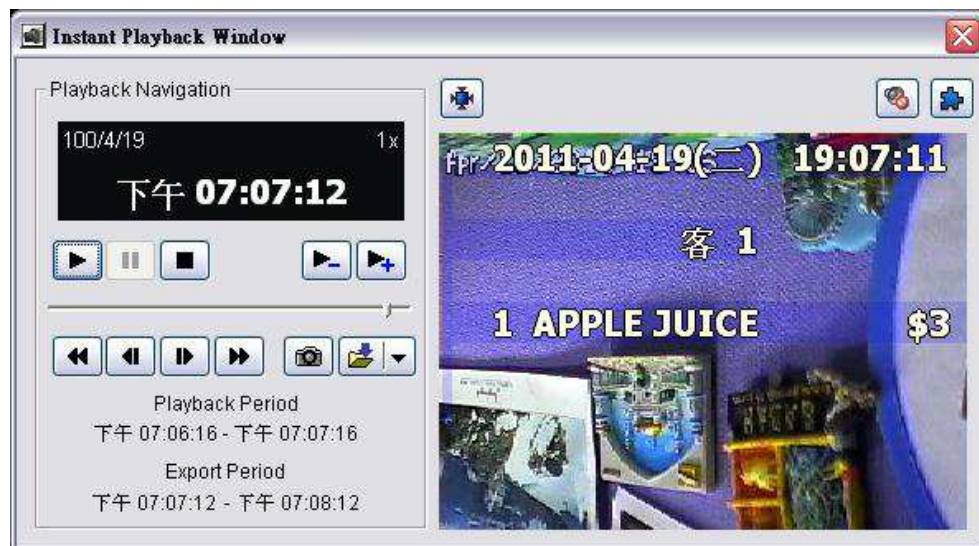 Instant Playback Window
Playback Navigation
100/4/19 1x
下午 07:07:12
Playback Period
下午 07:06:16 - 下午 07:07:16
Export Period
下午 07:07:12 - 下午 07:08:12
2011-04-19(二) 19:07:11
客 1
1 APPLE JUICE $3